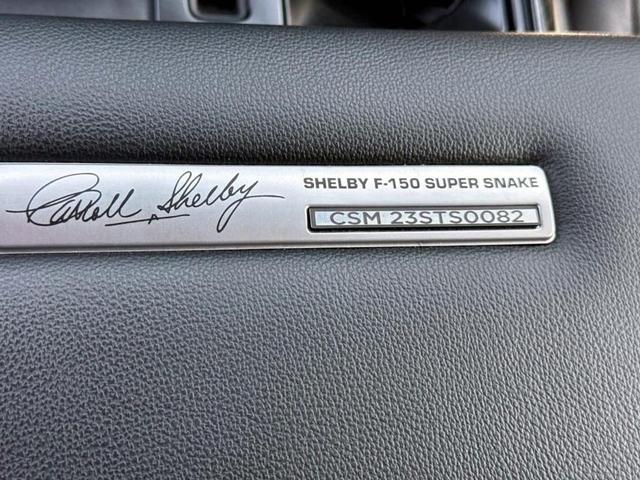 Carroll Shelby
SHELBY F-150 SUPER SNAKE
CSM 23STS0082